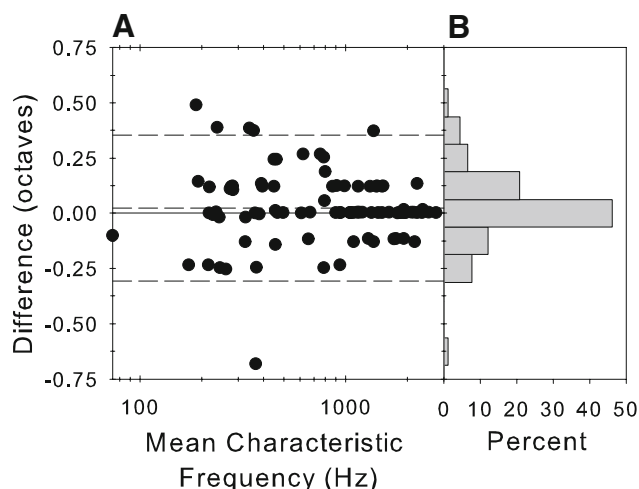 A
B
Difference (octaves)
0.75
0.50
0.25
0.00
-0.25
-0.50
-0.75
100
1000
Mean Characteristic
Frequency (Hz)
0 10 20 30 40 50
Percent